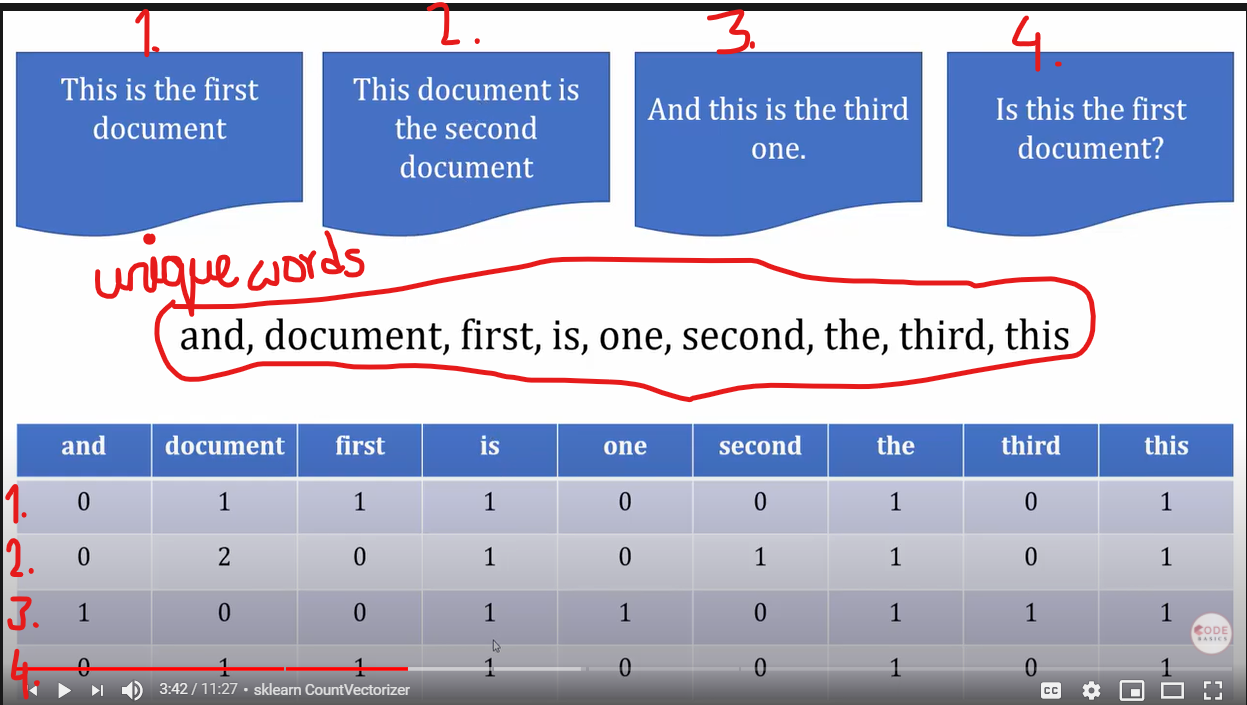 1.
2.
3.
4.
This is the first
document
This document is
the second
document
And this is the third
one.
Is this the first
document?
unique words
and, document, first, is, one, second, the, third, this
and document first is one second the third this
1. 0 1 1 1 0 0 1 0 1
2. 0 2 0 1 0 1 1 0 1
3. 1 0 0 1 1 0 1 1 1
CODE
BASICS
4. 0 1 1 1 0 0 1 0 1
3:42 / 11:27 • sklearn CountVectorizer
CC